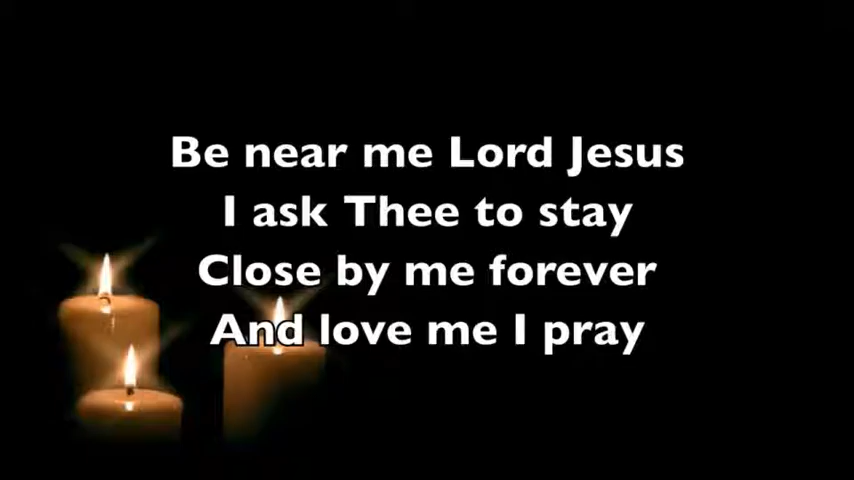 Be near me Lord Jesus
I ask Thee to stay
Close by me forever
And love me I pray